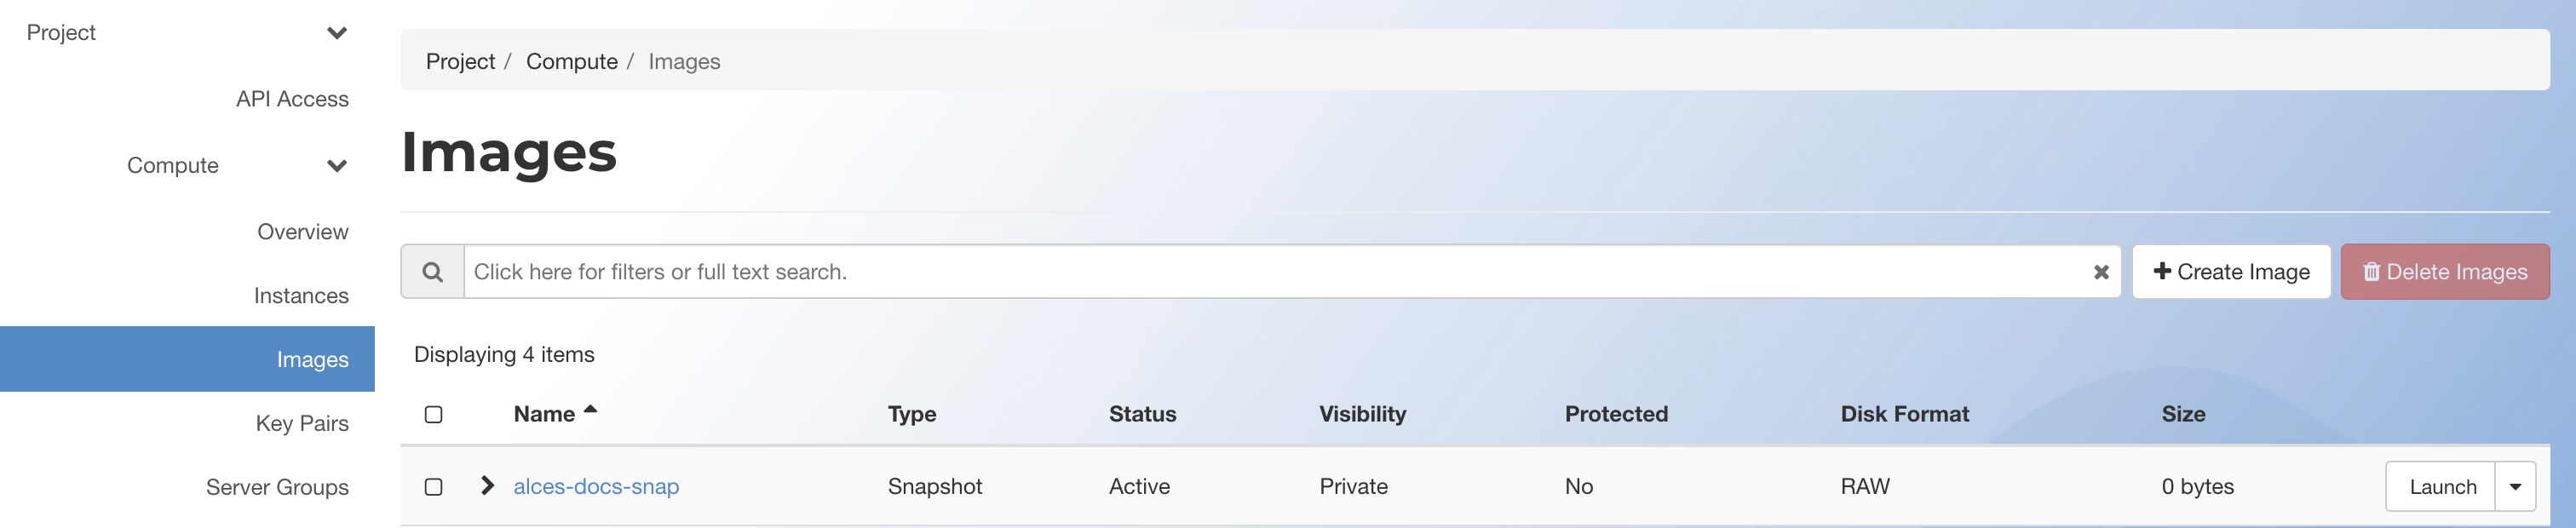 Project
API Access
Compute
Overview
Instances
Images
Key Pairs
Server Groups
Project / Compute / Images
Images
Click here for filters or full text search.
Create Image
Delete Images
Displaying 4 items
Name Type Status Visibility Protected Disk Format Size
alces-docs-snap Snapshot Active Private No RAW 0 bytes Launch